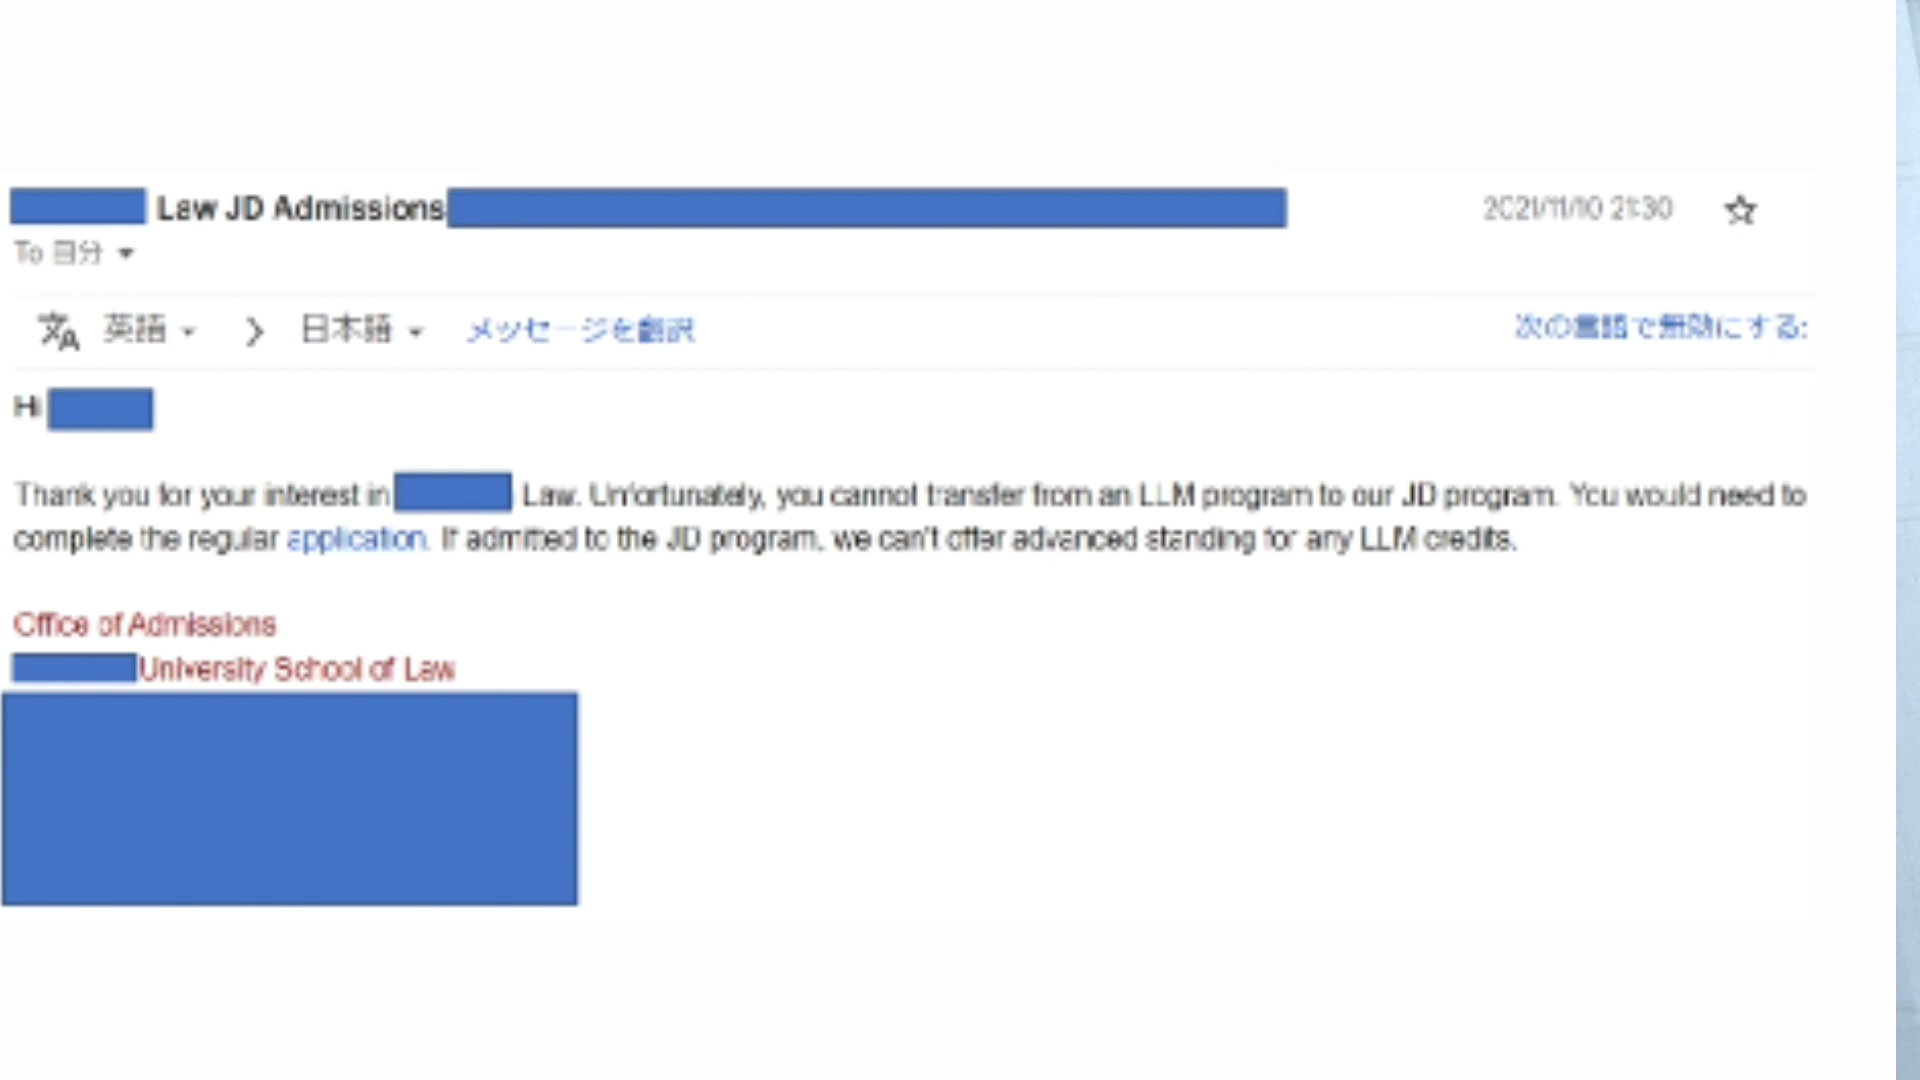 Law JD Admissions 2021/11/10 21:30
To 自分
英語 日本語 メッセージを翻訳 次の言語で無効にする:
Hi
Thank you for your interest in Law. Unfortunately, you cannot transfer from an LLM program to our JD program. You would need to
complete the regular application. If admitted to the JD program, we can't offer advanced standing for any LLM credits.
Office of Admissions
University School of Law